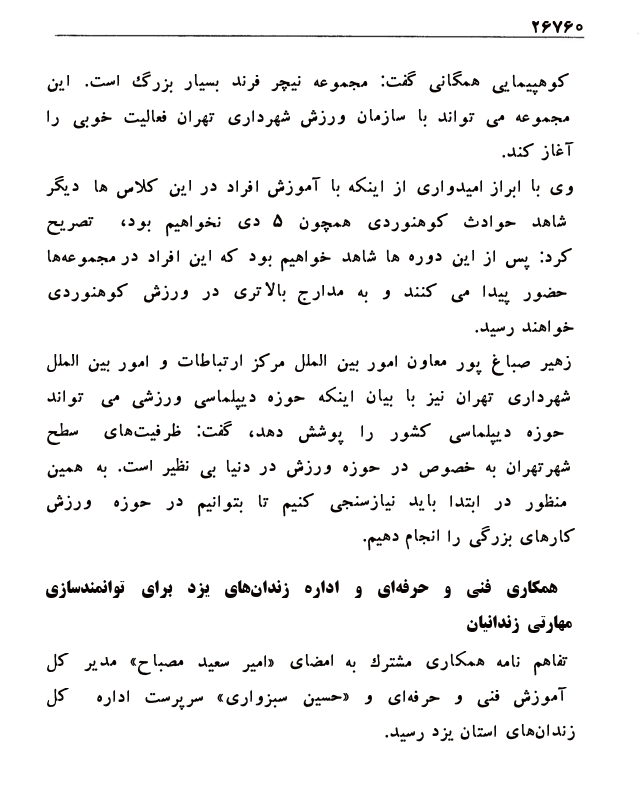 ۲۶۷۶۰
کوهپیمایی همگانی گفت: مجموعه نیچر فرند بسیار بزرگ است. این
مجموعه می تواند با سازمان ورزش شهرداری تهران فعالیت خوبی را
آغاز کند.
وی با ابراز امیدواری از اینکه با آموزش افراد در این کلاس ها دیگر
شاهد حوادث کوهنوردی همچون ۵ دی نخواهیم بود، تصریح
کرد: پس از این دوره ها شاهد خواهیم بود که این افراد در مجموعه‌ها
حضور پیدا می کنند و به مدارج بالاتری در ورزش کوهنوردی
خواهند رسید.
زهیر صباغ پور معاون امور بین الملل مرکز ارتباطات و امور بین الملل
شهرداری تهران نیز با بیان اینکه حوزه دیپلماسی ورزشی می تواند
حوزه دیپلماسی کشور را پوشش دهد، گفت: ظرفیت‌های سطح
شهرتهران به خصوص در حوزه ورزش در دنیا بی نظیر است. به همین
منظور در ابتدا باید نیازسنجی کنیم تا بتوانیم در حوزه ورزش
کارهای بزرگی را انجام دهیم.
همکاری فنی و حرفه‌ای و اداره زندان‌های یزد برای توانمندسازی
مهارتی زندانیان
تفاهم نامه همکاری مشترک به امضای «امیر سعید مصباح» مدیر کل
آموزش فنی و حرفه‌ای و «حسین سبزواری» سرپرست اداره کل
زندان‌های استان یزد رسید.